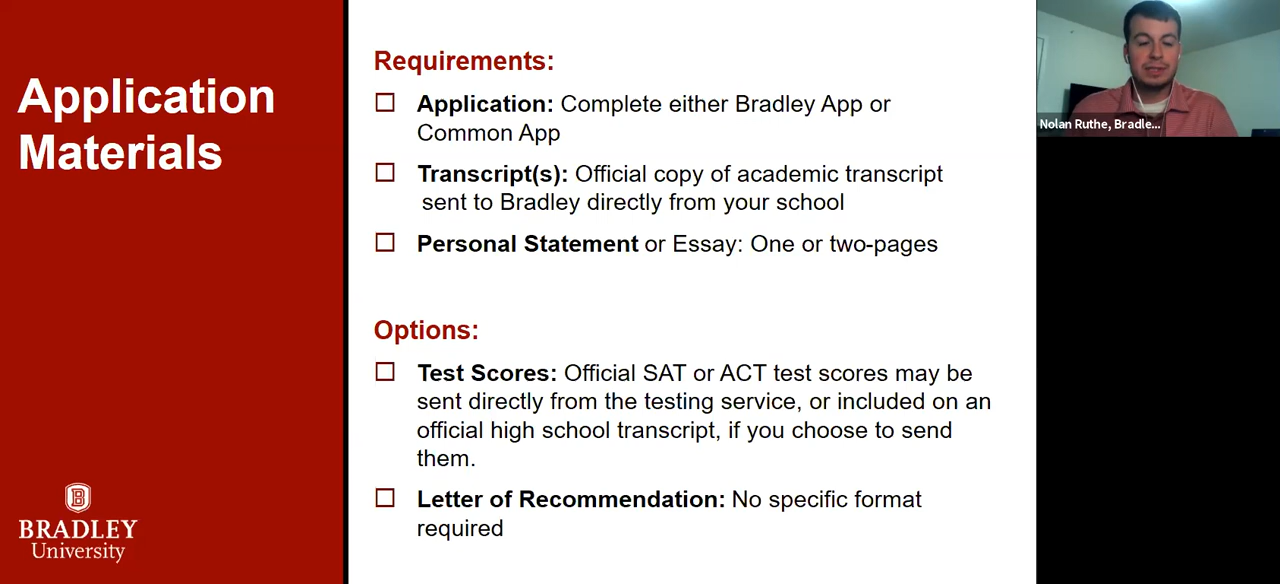 Application
Materials
Requirements:
Application: Complete either Bradley App or
Common App
Transcript(s): Official copy of academic transcript
sent to Bradley directly from your school
Personal Statement or Essay: One or two-pages
Options:
Test Scores: Official SAT or ACT test scores may be
sent directly from the testing service, or included on an
official high school transcript, if you choose to send
them.
Letter of Recommendation: No specific format
required
B
BRADLEY
University
Nolan Ruthe, Bradle...